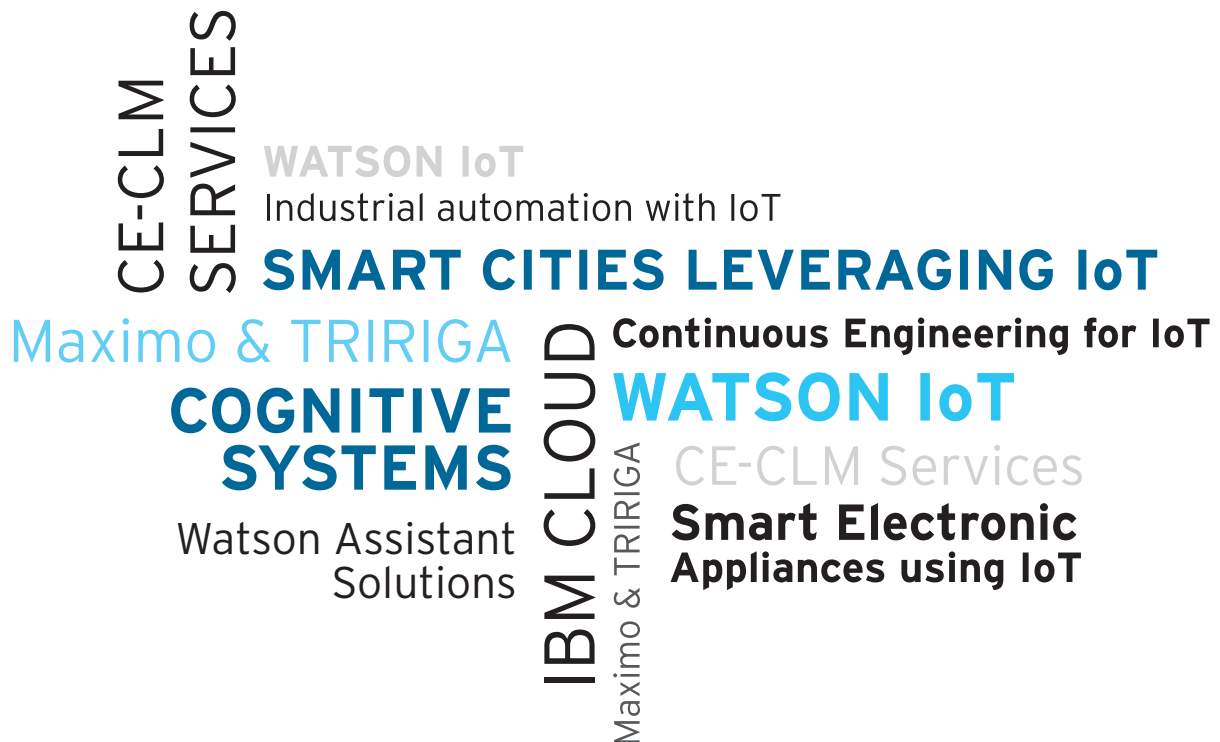 CE-CLM
SERVICES
WATSON IoT
Industrial automation with IoT
SMART CITIES LEVERAGING IoT
Maximo & TRIRIGA
COGNITIVE
SYSTEMS
Watson Assistant
Solutions
IBM CLOUD
Continuous Engineering for IoT
WATSON IoT
Maximo & TRIRIGA
CE-CLM Services
Smart Electronic
Appliances using IoT